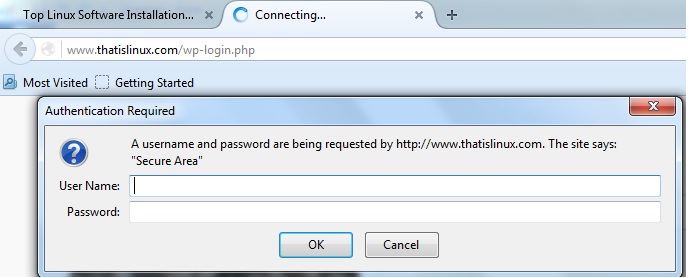 Top Linux Software Installation...
Connecting...
www.thatislinux.com/wp-login.php
Most Visited
Getting Started
Authentication Required
A username and password are being requested by http://www.thatislinux.com. The site says:
"Secure Area"
User Name:
Password:
OK
Cancel